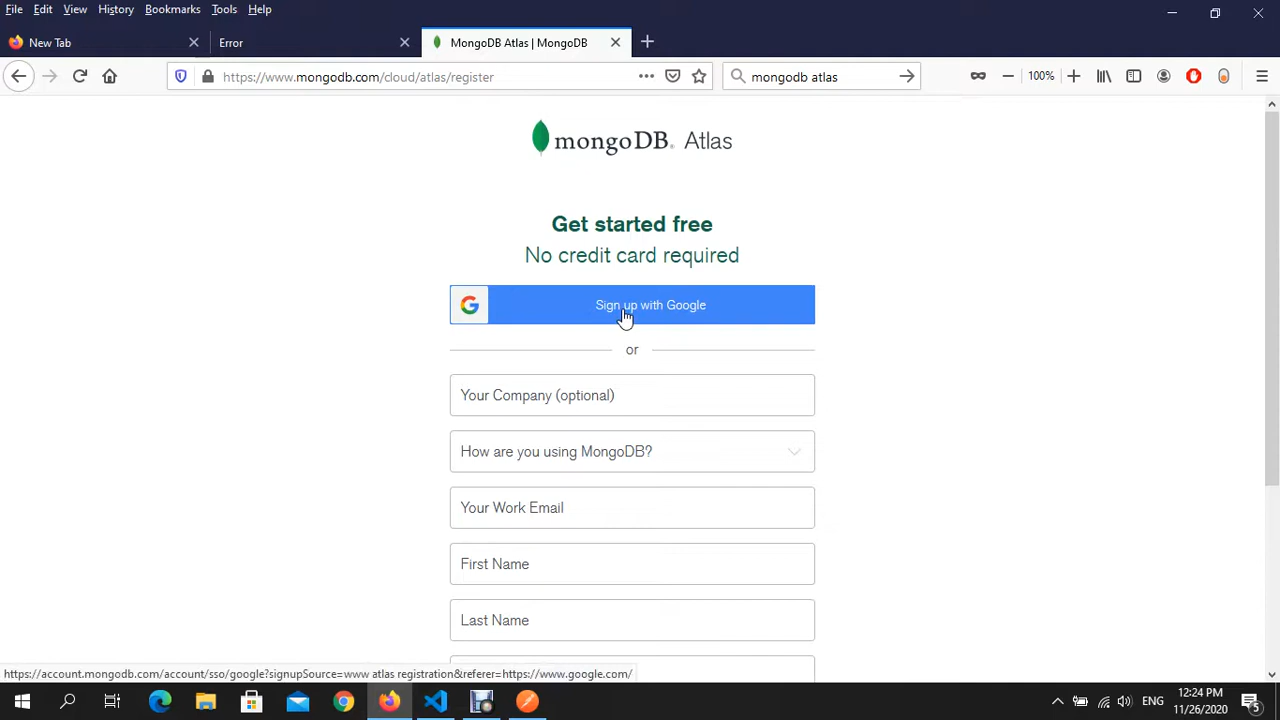 File Edit View History Bookmarks Tools Help
New Tab
Error
MongoDB Atlas | MongoDB
https://www.mongodb.com/cloud/atlas/register
mongodb atlas
100%
mongoDB® Atlas
Get started free
No credit card required
Sign up with Google
or
Your Company (optional)
How are you using MongoDB?
Your Work Email
First Name
Last Name
https://account.mongodb.com/account/sso/google?signupSource=www atlas registration&referer=https://www.google.com/
ENG
12:24 PM
11/26/2020
5